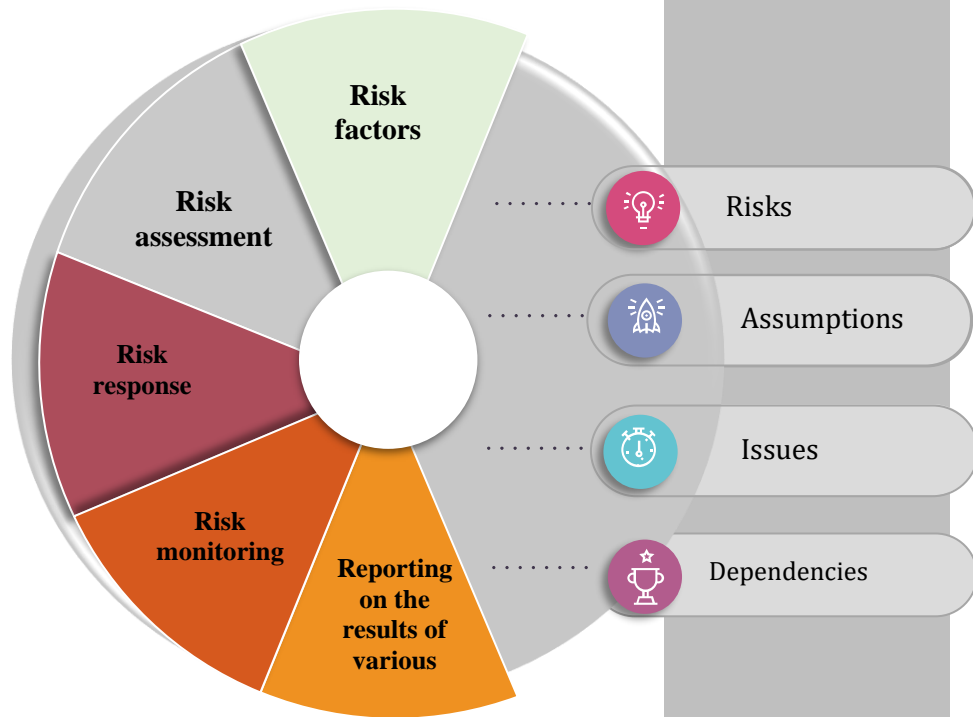 Risk
factors
Risk
assessment
Risk
response
Risk
monitoring
Reporting
on the
results of
various
Risks
Assumptions
Issues
Dependencies